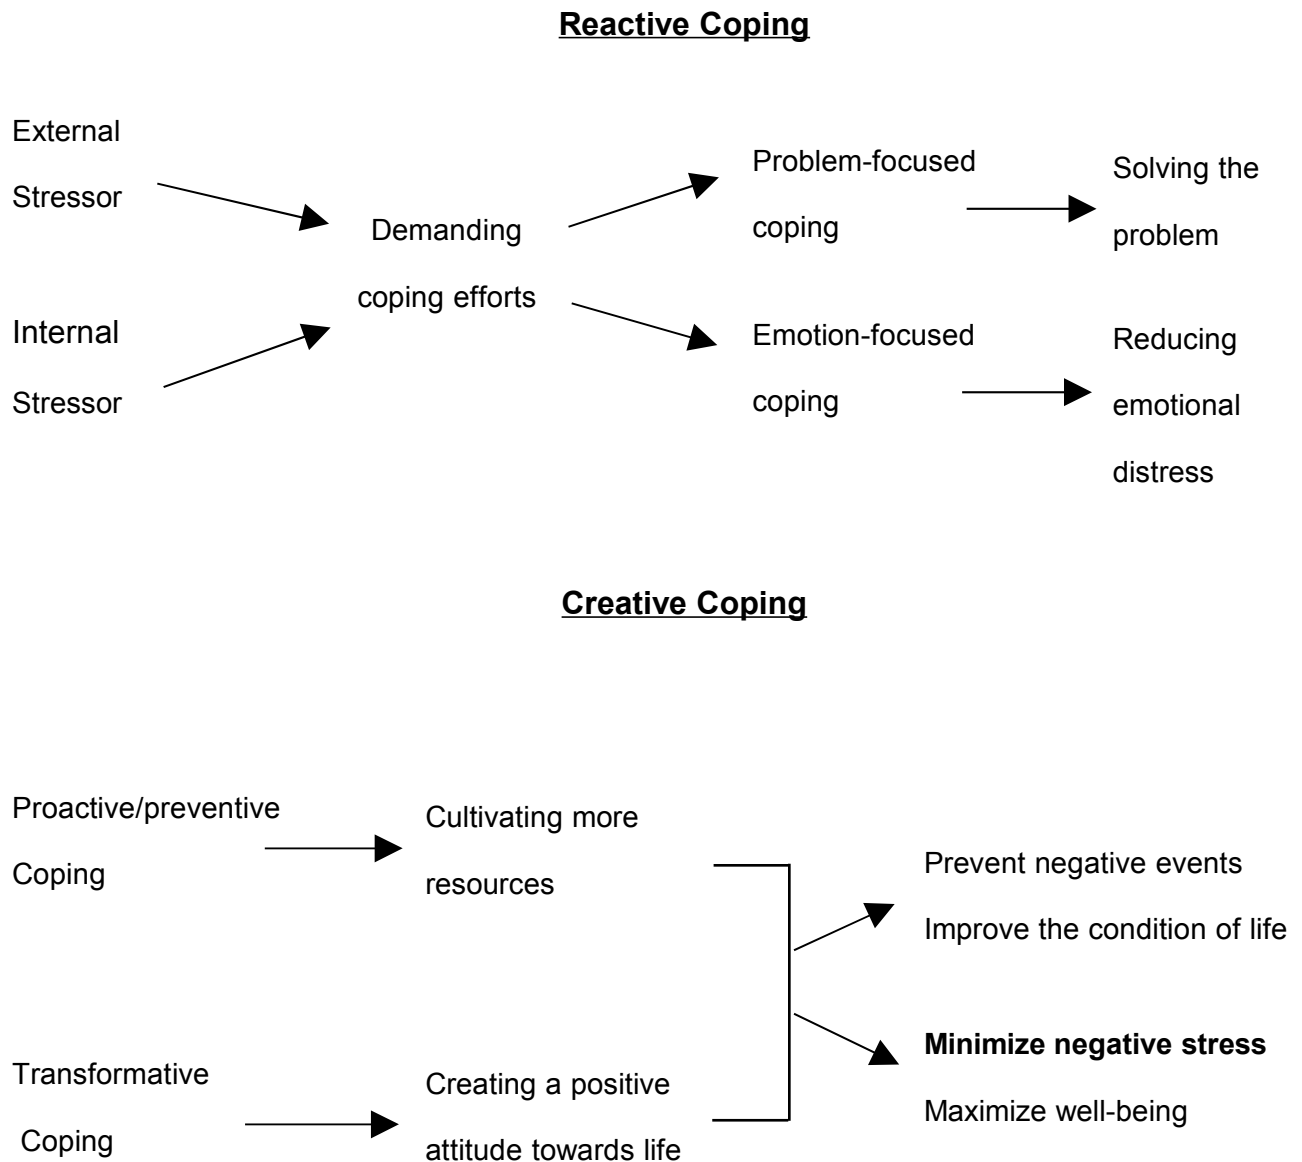 Reactive Coping
External
Stressor
Internal
Stressor
Demanding
coping efforts
Problem-focused
coping
Emotion-focused
coping
Solving the
problem
Reducing
emotional
distress
Creative Coping
Proactive/preventive
Coping
Cultivating more
resources
Transformative
Coping
Creating a positive
attitude towards life
Prevent negative events
Improve the condition of life
Minimize negative stress
Maximize well-being